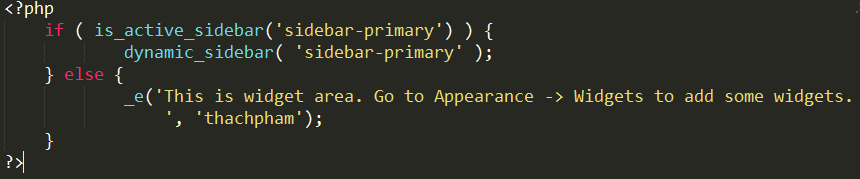 <?php
if ( is_active_sidebar('sidebar-primary') ) {
dynamic_sidebar( 'sidebar-primary' );
} else {
_e('This is widget area. Go to Appearance -> Widgets to add some widgets.
', 'thachpham');
}
?>